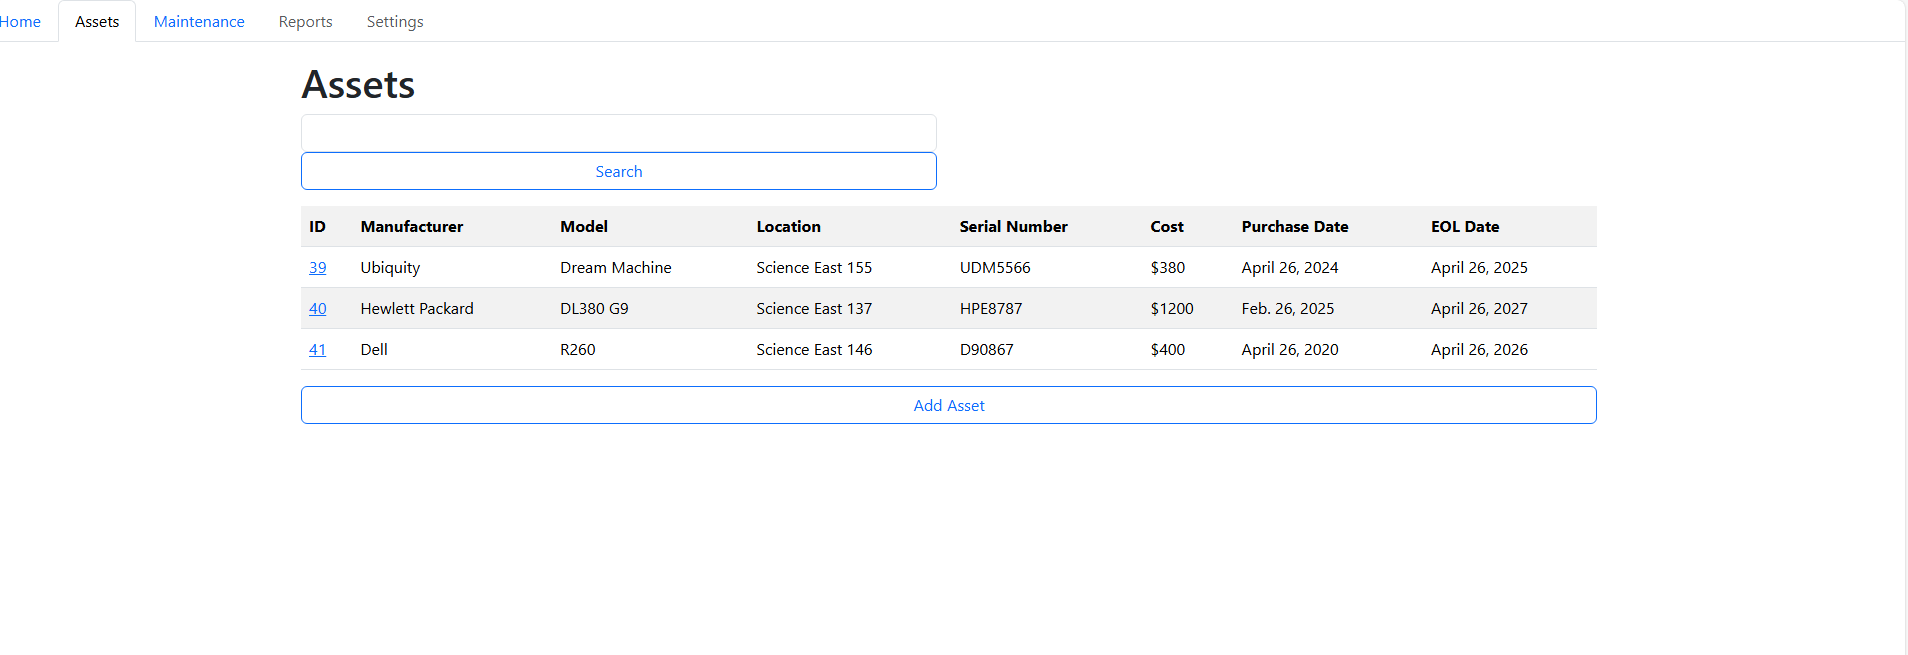 Home Assets Maintenance Reports Settings
Assets
Search
ID Manufacturer Model Location Serial Number Cost Purchase Date EOL Date
39 Ubiquity Dream Machine Science East 155 UDM5566 $380 April 26, 2024 April 26, 2025
40 Hewlett Packard DL380 G9 Science East 137 HPE8787 $1200 Feb. 26, 2025 April 26, 2027
41 Dell R260 Science East 146 D90867 $400 April 26, 2020 April 26, 2026
Add Asset